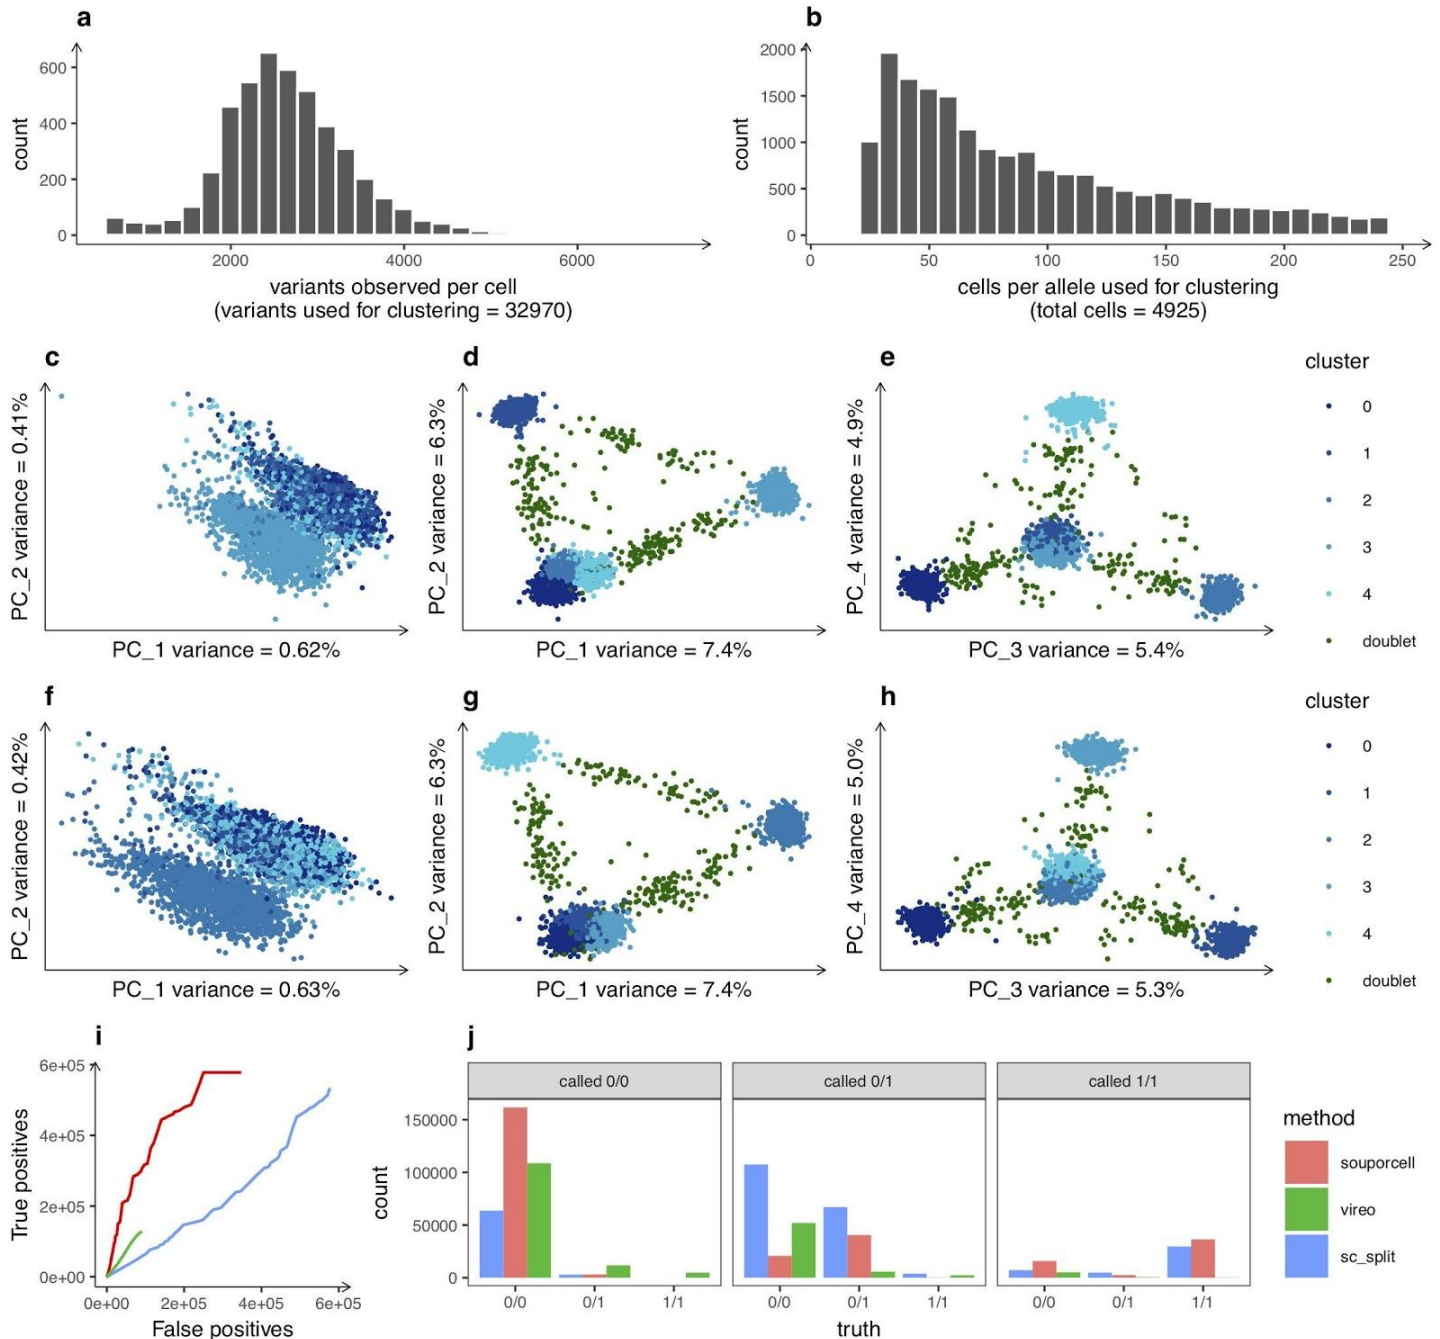 a
count
600
400
200
0
2000
4000
6000
variants observed per cell
(variants used for clustering = 32970)
b
count
2000
1500
1000
500
0
0
50
100
150
200
250
cells per allele used for clustering
(total cells = 4925)
c
PC_2 variance = 0.41%
PC_1 variance = 0.62%
d
PC_2 variance = 6.3%
PC_1 variance = 7.4%
e
PC_4 variance = 4.9%
PC_3 variance = 5.4%
cluster
0
1
2
3
4
doublet
f
PC_2 variance = 0.42%
PC_1 variance = 0.63%
g
PC_2 variance = 6.3%
PC_1 variance = 7.4%
h
PC_4 variance = 5.0%
PC_3 variance = 5.3%
cluster
0
1
2
3
4
doublet
i
True positives
6e+05
4e+05
2e+05
0e+00
0e+00
2e+05
4e+05
6e+05
False positives
j
called 0/0
called 0/1
called 1/1
count
150000
100000
50000
0
0/0
0/1
1/1
0/0
0/1
1/1
0/0
0/1
1/1
truth
method
souporcell
vireo
sc_split